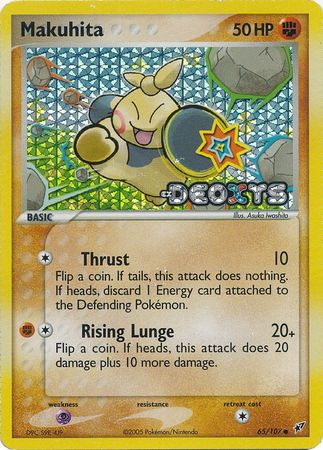 Makuhita 50 HP
DEOXYS
BASIC
Illus. Asuka Iwashita
Thrust 10
Flip a coin. If tails, this attack does nothing.
If heads, discard 1 Energy card attached to
the Defending Pokémon.
Rising Lunge 20+
Flip a coin. If heads, this attack does 20
damage plus 10 more damage.
weakness resistance retreat cost
©2005 Pokémon/Nintendo
65/107